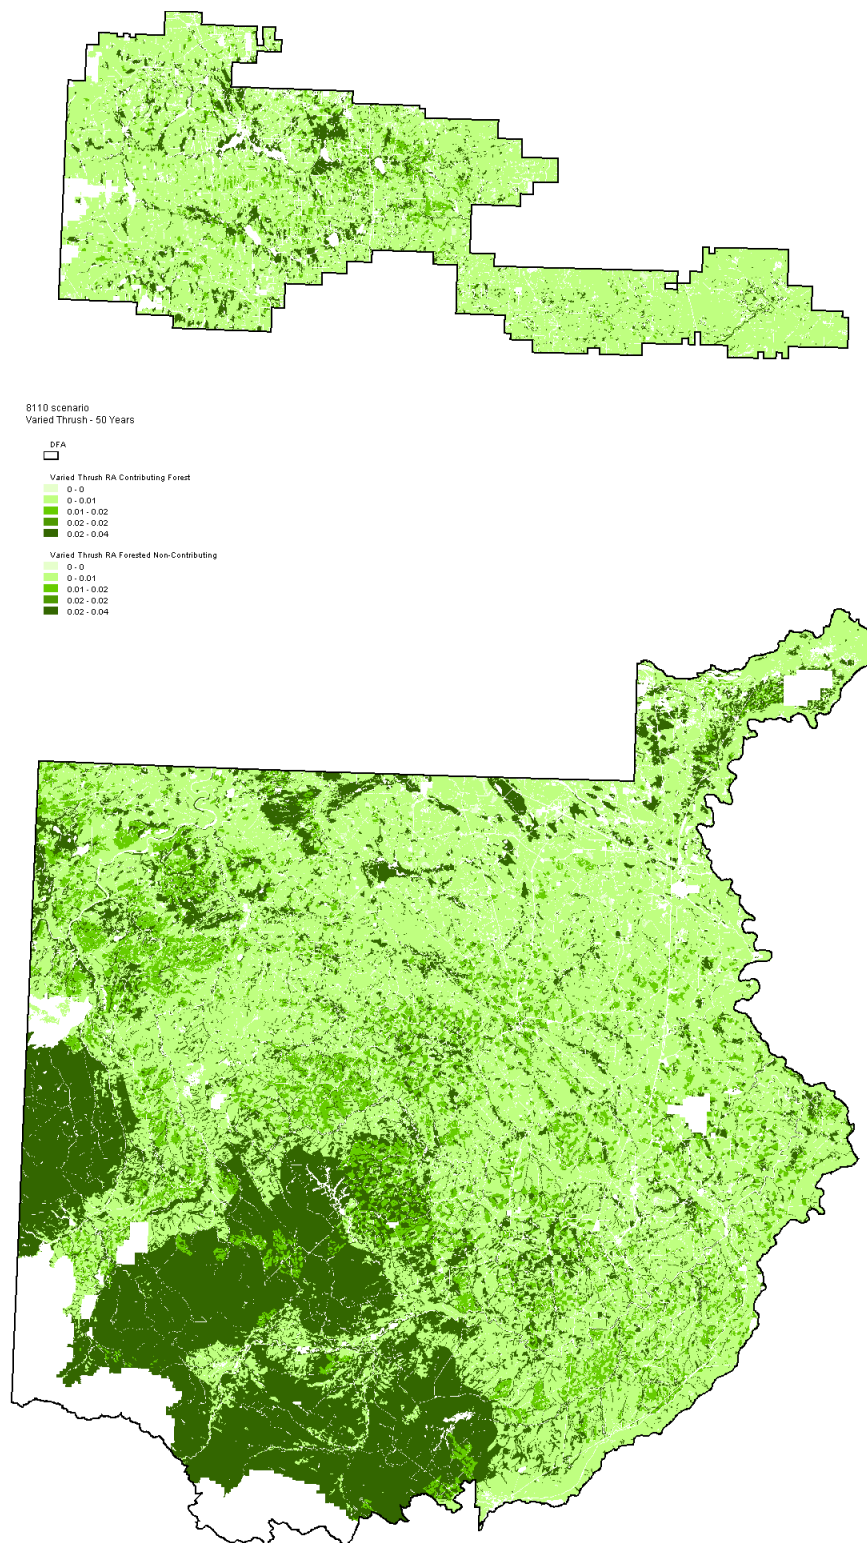 8110 scenario
Varied Thrush - 50 Years
DFA
Varied Thrush RA Contributing Forest
0 - 0
0 - 0.01
0.01 - 0.02
0.02 - 0.02
0.02 - 0.04
Varied Thrush RA Forested Non-Contributing
0 - 0
0 - 0.01
0.01 - 0.02
0.02 - 0.02
0.02 - 0.04